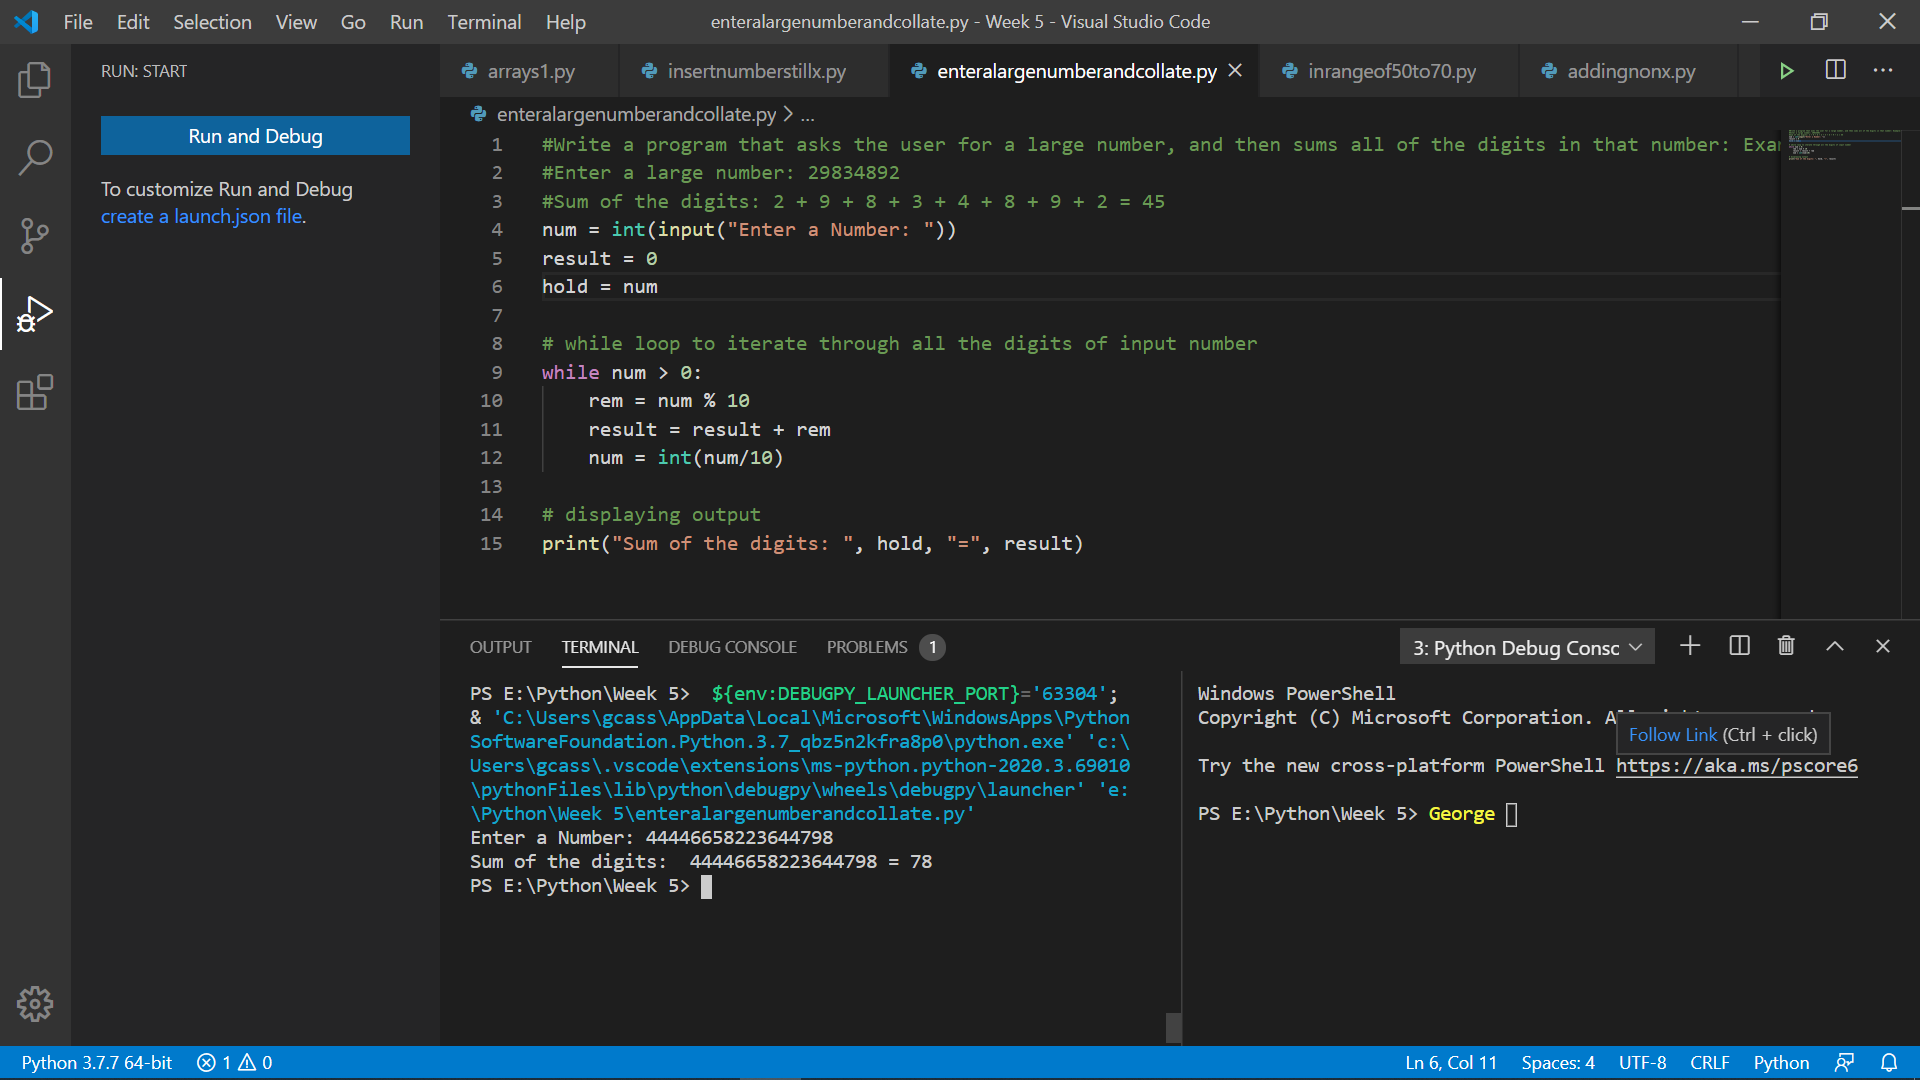 File Edit Selection View Go Run Terminal Help
enteralargenumberandcollate.py - Week 5 - Visual Studio Code
RUN: START
Run and Debug
To customize Run and Debug
create a launch.json file.
arrays1.py insertnumberstillx.py enteralargenumberandcollate.py inrangeof50to70.py addingnonx.py
enteralargenumberandcollate.py > ...
1 #Write a program that asks the user for a large number, and then sums all of the digits in that number: Exa
2 #Enter a large number: 29834892
3 #Sum of the digits: 2 + 9 + 8 + 3 + 4 + 8 + 9 + 2 = 45
4 num = int(input("Enter a Number: "))
5 result = 0
6 hold = num
7
8 # while loop to iterate through all the digits of input number
9 while num > 0:
10 rem = num % 10
11 result = result + rem
12 num = int(num/10)
13
14 # displaying output
15 print("Sum of the digits: ", hold, "=", result)
OUTPUT TERMINAL DEBUG CONSOLE PROBLEMS 1
3: Python Debug Consc
PS E:\Python\Week 5> ${env:DEBUGPY_LAUNCHER_PORT}='63304';
& 'C:\Users\gcass\AppData\Local\Microsoft\WindowsApps\Python
SoftwareFoundation.Python.3.7_qbz5n2kfra8p0\python.exe' 'c:\
Users\gcass\.vscode\extensions\ms-python.python-2020.3.69010
\pythonFiles\lib\python\debugpy\wheels\debugpy\launcher' 'e:
\Python\Week 5\enteralargenumberandcollate.py'
Enter a Number: 44446658223644798
Sum of the digits:  44446658223644798 = 78
PS E:\Python\Week 5>
Windows PowerShell
Copyright (C) Microsoft Corporation.
Follow Link (Ctrl + click)
Try the new cross-platform PowerShell https://aka.ms/pscore6
PS E:\Python\Week 5> George
Python 3.7.7 64-bit 1 0
Ln 6, Col 11 Spaces: 4 UTF-8 CRLF Python